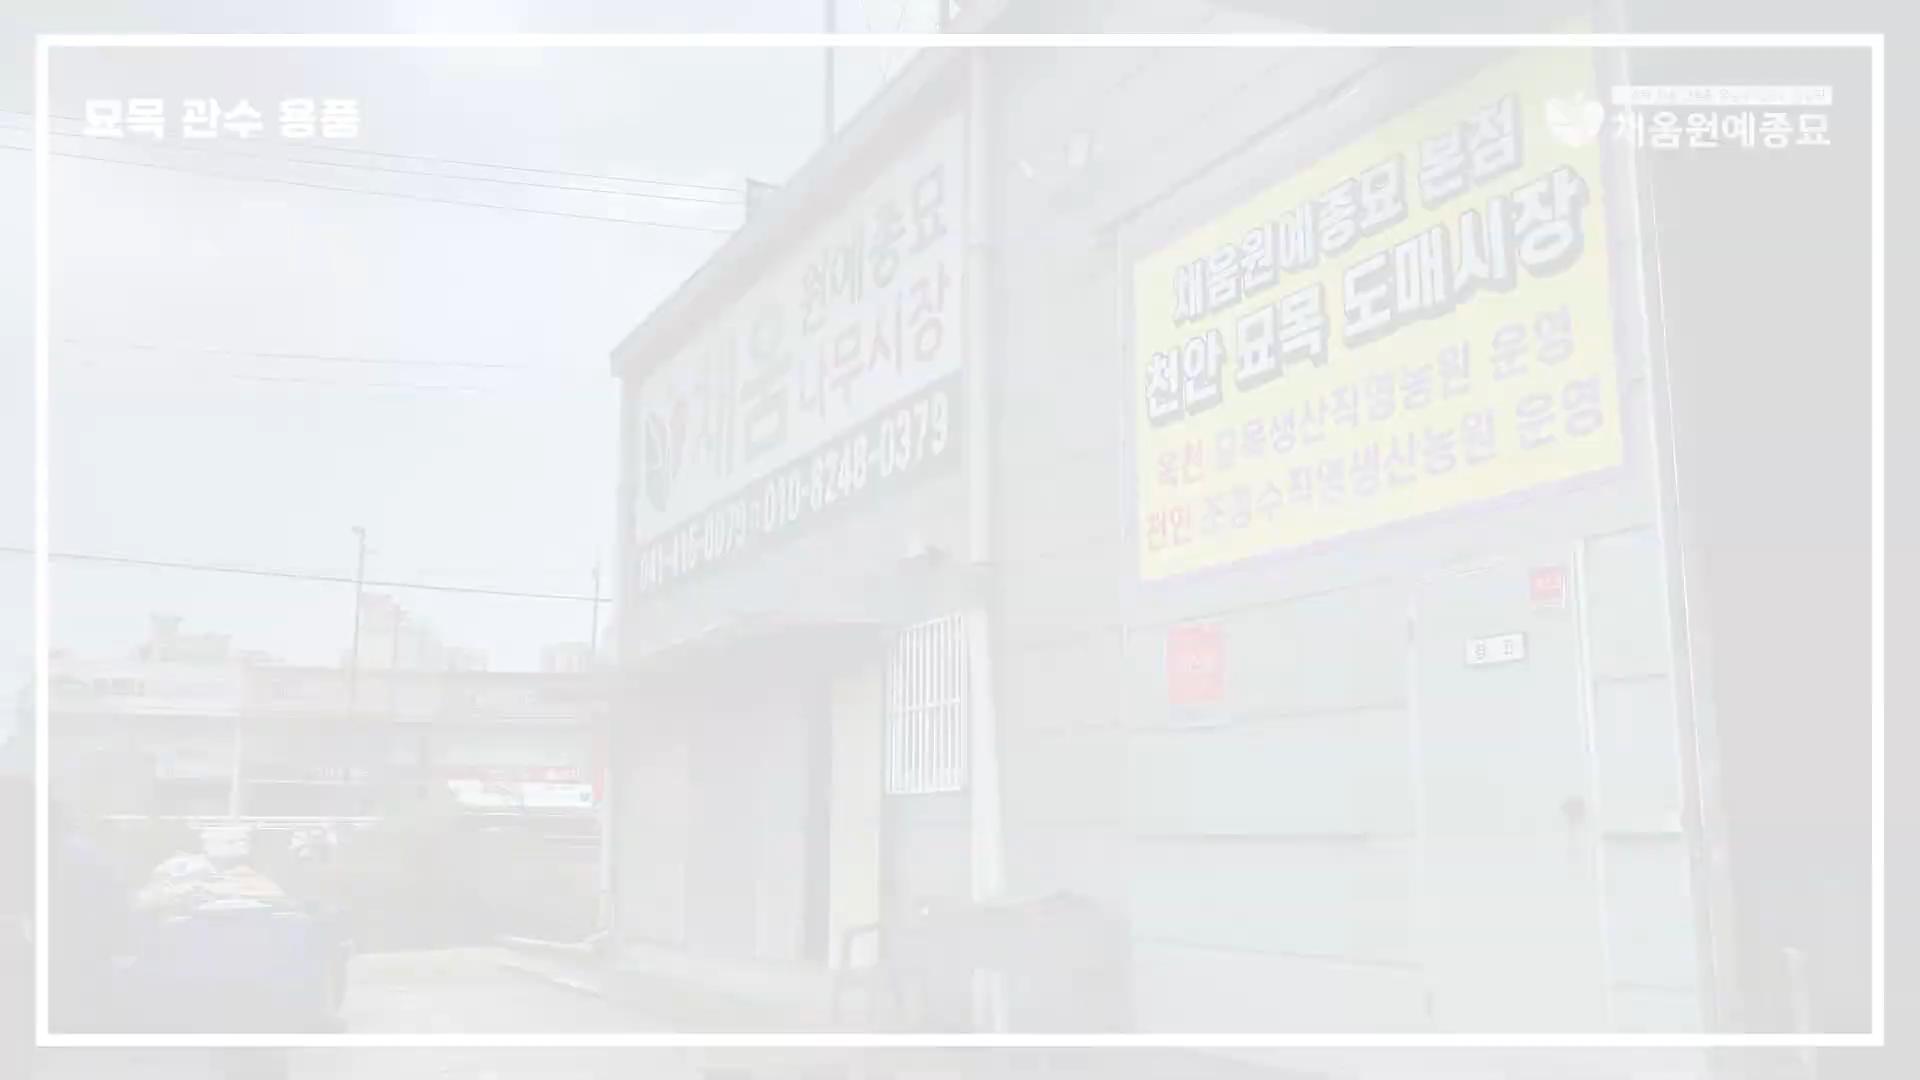 묘목 관수 용품
채움원예종묘
원예종묘
채움 나무시장
041-415-0079 010-8248-0379
채움원예종묘 본점
천안 묘목 도매시장
옥천 묘목생산직영농원 운영
천안 조경수직영생산농원 운영